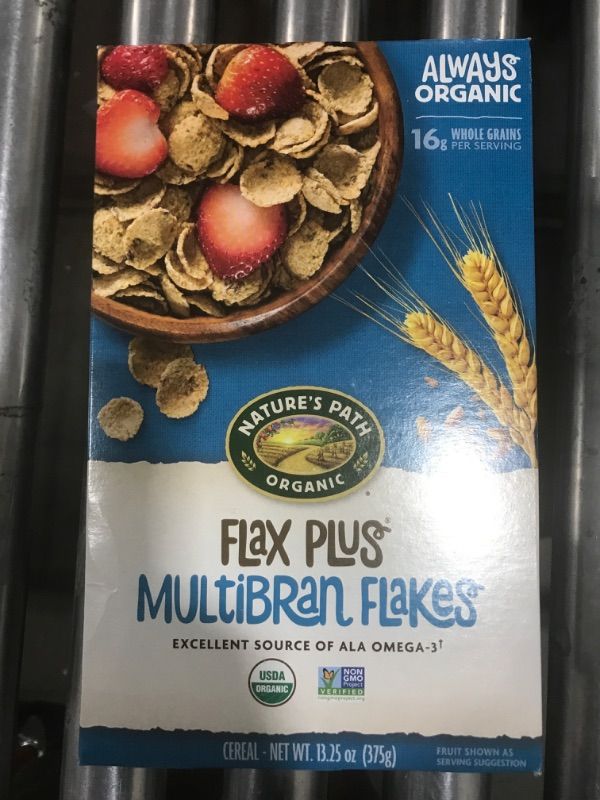 ALWAYS
ORGANIC
16g WHOLE GRAINS
PER SERVING
NATURE'S PATH
ORGANIC
FLAX PLUS®
MULTIBRAN FLAKES
EXCELLENT SOURCE OF ALA OMEGA-3†
USDA
ORGANIC
NON
GMO
Project
VERIFIED
nongmoproject.org
CEREAL - NET WT. 13.25 oz (375g)
FRUIT SHOWN AS
SERVING SUGGESTION